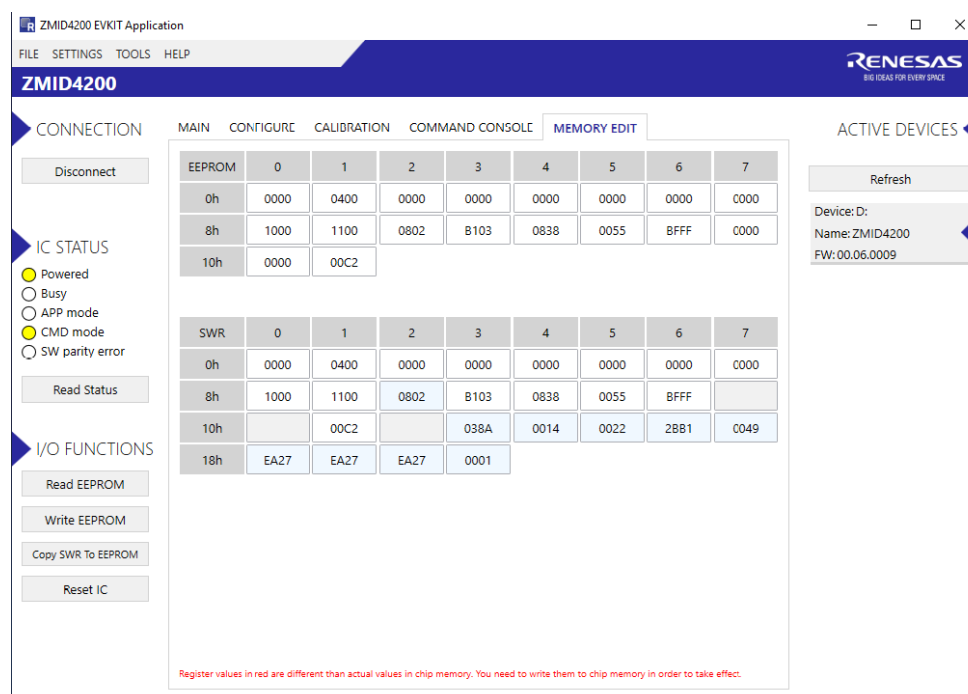 ZMID4200 EVKIT Application
FILE SETTINGS TOOLS HELP
RENESAS
BIG IDEAS FOR EVERY SPACE
ZMID4200
CONNECTION
Disconnect
IC STATUS
Powered
Busy
APP mode
CMD mode
SW parity error
Read Status
I/O FUNCTIONS
Read EEPROM
Write EEPROM
Copy SWR To EEPROM
Reset IC
MAIN CONFIGURE CALIBRATION COMMAND CONSOLE MEMORY EDIT
EEPROM 0 1 2 3 4 5 6 7
0h 0000 0400 0000 0000 0000 0000 0000 0000
8h 1000 1100 0802 B103 0838 0055 BFFF 0000
10h 0000 00C2
SWR 0 1 2 3 4 5 6 7
0h 0000 0400 0000 0000 0000 0000 0000 0000
8h 1000 1100 0802 B103 0838 0055 BFFF
10h 00C2 038A 0014 0022 2BB1 0049
18h EA27 EA27 EA27 0001
Register values in red are different than actual values in chip memory. You need to write them to chip memory in order to take effect.
ACTIVE DEVICES
Refresh
Device: D:
Name: ZMID4200
FW: 00.06.0009